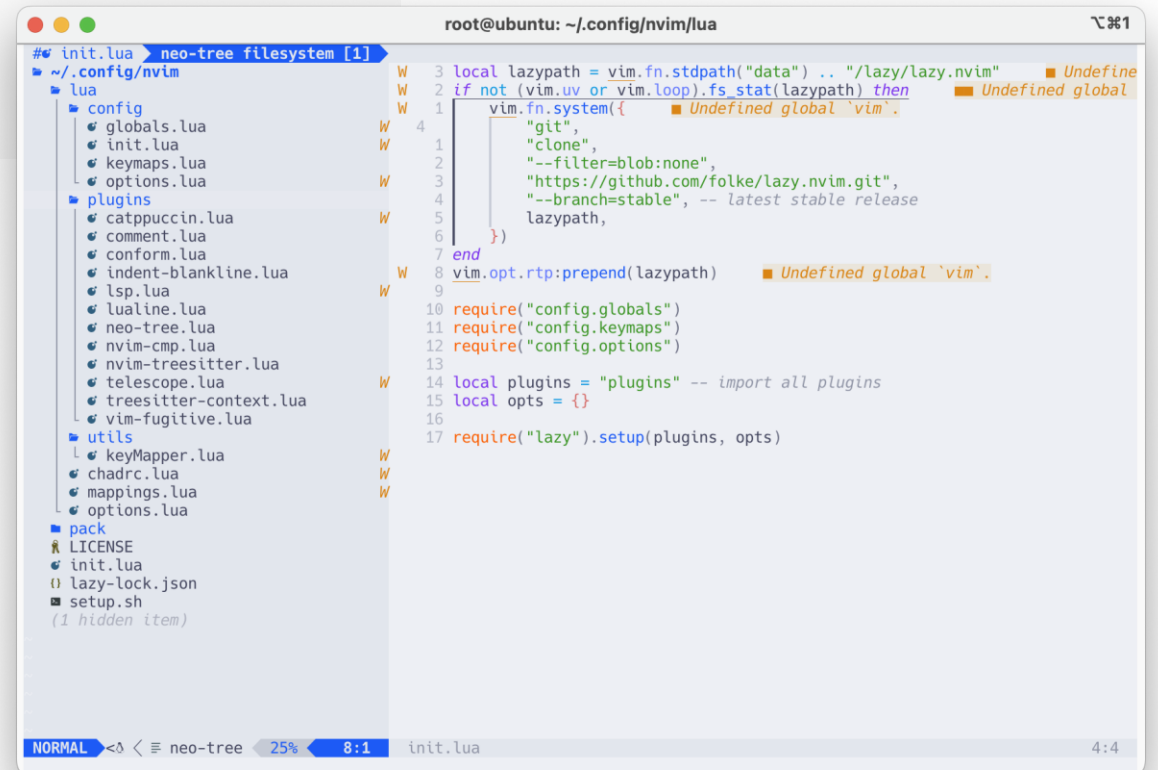 root@ubuntu: ~/.config/nvim/lua
⌥⌘1
# init.lua neo-tree filesystem [1]
~/.config/nvim
lua
config
globals.lua W
init.lua W
keymaps.lua
options.lua W
plugins
catppuccin.lua W
comment.lua
conform.lua
indent-blankline.lua
lsp.lua W
lualine.lua
neo-tree.lua
nvim-cmp.lua
nvim-treesitter.lua
telescope.lua W
treesitter-context.lua
vim-fugitive.lua
utils
keyMapper.lua W
chadrc.lua W
mappings.lua W
options.lua
pack
LICENSE
init.lua
{} lazy-lock.json
setup.sh
(1 hidden item)
W 3 local lazypath = vim.fn.stdpath("data") .. "/lazy/lazy.nvim" ■ Undefine
W 2 if not (vim.uv or vim.loop).fs_stat(lazypath) then ■■ Undefined global
W 1 vim.fn.system({ ■ Undefined global `vim`.
4 "git",
1 "clone",
2 "--filter=blob:none",
3 "https://github.com/folke/lazy.nvim.git",
4 "--branch=stable", -- latest stable release
5 lazypath,
6 })
7 end
W 8 vim.opt.rtp:prepend(lazypath) ■ Undefined global `vim`.
9
10 require("config.globals")
11 require("config.keymaps")
12 require("config.options")
13
14 local plugins = "plugins" -- import all plugins
15 local opts = {}
16
17 require("lazy").setup(plugins, opts)
NORMAL < neo-tree 25% 8:1
init.lua 4:4